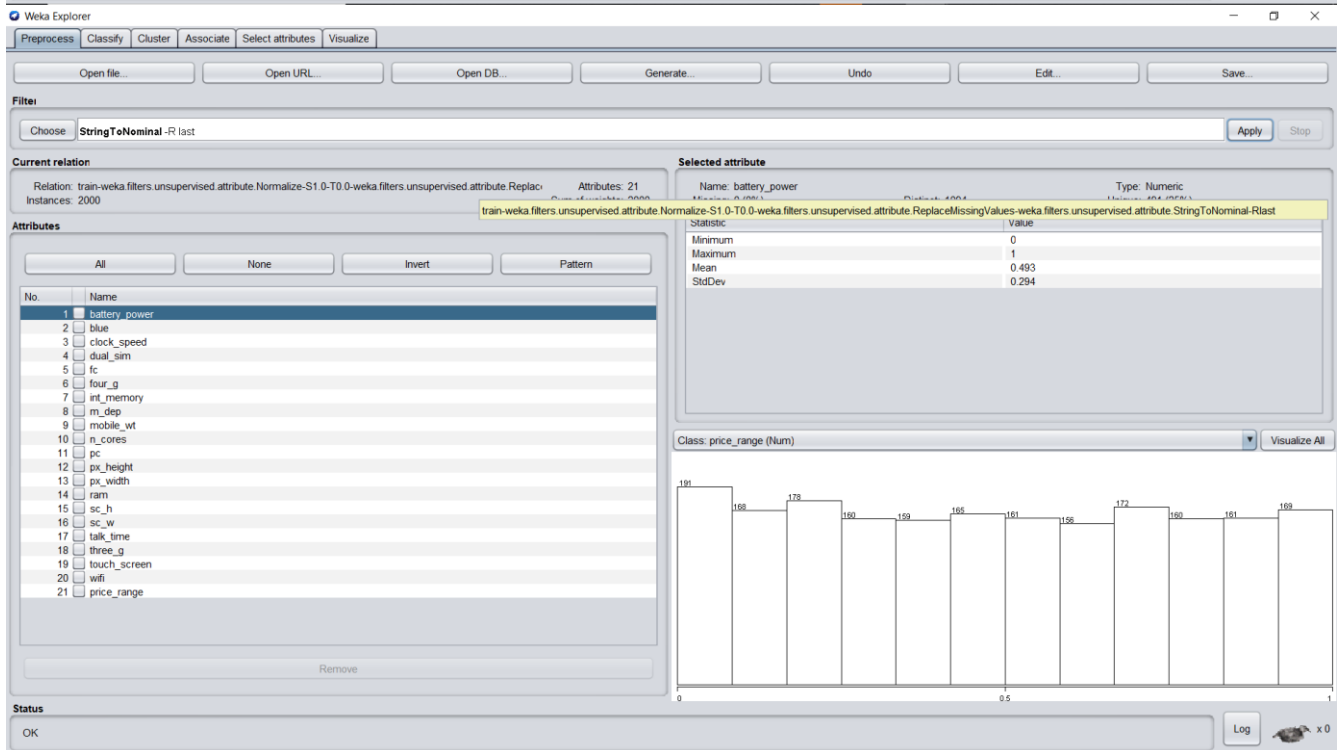 Weka Explorer
Preprocess Classify Cluster Associate Select attributes Visualize
Open file... Open URL... Open DB... Generate... Undo Edit... Save...
Filter
Choose StringToNominal -R last Apply Stop
Current relation
Relation: train-weka.filters.unsupervised.attribute.Normalize-S1.0-T0.0-weka.filters.unsupervised.attribute.Replac Attributes: 21
Instances: 2000
Selected attribute
Name: battery_power Type: Numeric
train-weka.filters.unsupervised.attribute.Normalize-S1.0-T0.0-weka.filters.unsupervised.attribute.ReplaceMissingValues-weka.filters.unsupervised.attribute.StringToNominal-Rlast
Statistic Value
Minimum 0
Maximum 1
Mean 0.493
StdDev 0.294
Attributes
All None Invert Pattern
No. Name
1 battery_power
2 blue
3 clock_speed
4 dual_sim
5 fc
6 four_g
7 int_memory
8 m_dep
9 mobile_wt
10 n_cores
11 pc
12 px_height
13 px_width
14 ram
15 sc_h
16 sc_w
17 talk_time
18 three_g
19 touch_screen
20 wifi
21 price_range
Remove
Class: price_range (Num) Visualize All
191 168 178 160 159 165 161 156 172 160 161 169
0 0.5 1
Status
OK
Log x 0